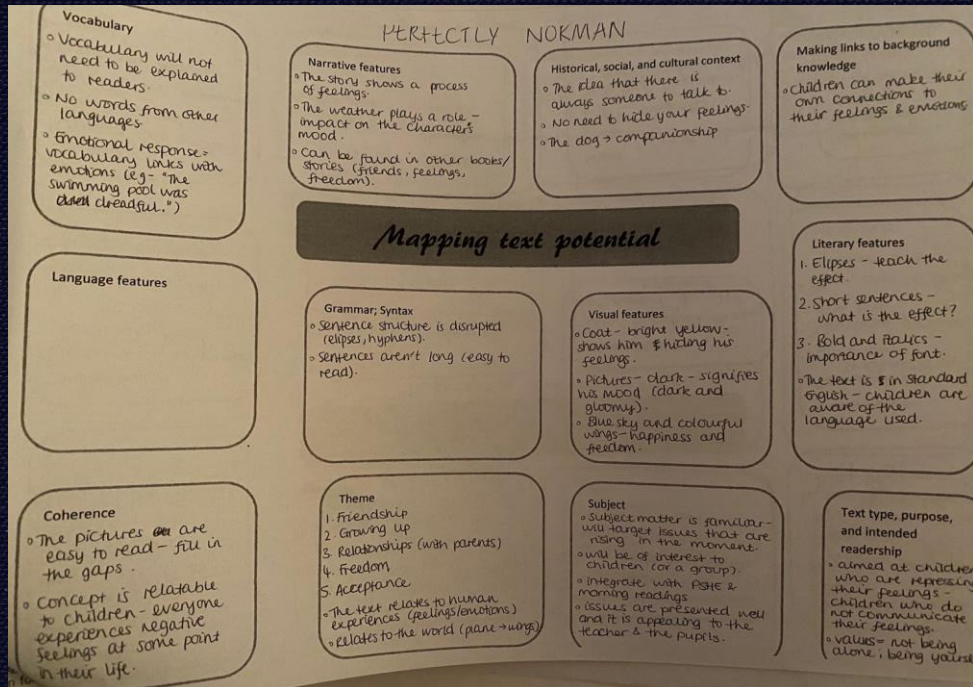 PERFECTLY NORMAN
Vocabulary
Vocabulary will not
need to be explained
to readers.
No words from other
languages.
Emotional response =
vocabulary links with
emotions (eg- "The
swimming pool was
dreadful.")
Narrative features
The story shows a process
of feelings.
The weather plays a role -
impact on the character's
mood.
Can be found in other books/
stories (friends, feelings,
freedom).
Historical, social, and cultural context
The idea that there is
always someone to talk to.
No need to hide your feelings.
The dog → companionship
Making links to background
knowledge
Children can make their
own connections to
their feelings & emotions
Mapping text potential
Language features
Grammar; Syntax
Sentence structure is disrupted
(elipses, hyphens).
Sentences aren't long (easy to
read).
Visual features
Coat - bright yellow -
shows him hiding his
feelings.
Pictures - dark - signifies
his mood (dark and
gloomy).
Blue sky and colourful
wings - happiness and
freedom.
Literary features
1. Elipses - teach the
effect.
2. Short sentences -
what is the effect?
3. Bold and italics -
importance of font.
The text is in Standard
English - children are
aware of the
language used.
Coherence
The pictures are
easy to read - fill in
the gaps.
Concept is relatable
to children - everyone
experiences negative
feelings at some point
in their life.
Theme
1. Friendship
2. Growing up
3. Relationships (with parents)
4. Freedom
5. Acceptance
The text relates to human
experiences (feelings/emotions)
Relates to the world (plane → wings)
Subject
Subject matter is familiar -
will target issues that are
rising in the moment.
will be of interest to
children (or a group).
integrate with PSHE &
morning readings
issues are presented well
and it is appealing to the
teacher & the pupils.
Text type, purpose,
and intended
readership
aimed at children
who are repressing
their feelings -
children who do
not communicate
their feelings.
values = not being
alone; being yourse